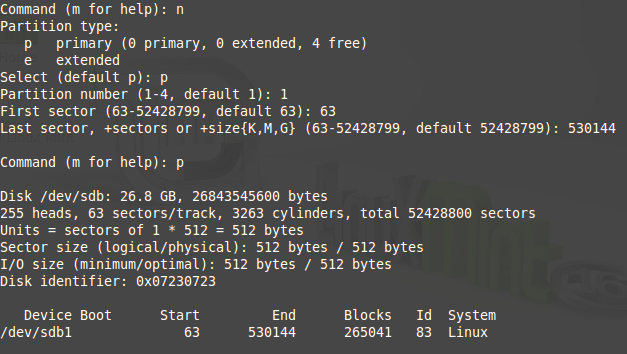 Command (m for help): n
Partition type:
   p   primary (0 primary, 0 extended, 4 free)
   e   extended
Select (default p): p
Partition number (1-4, default 1): 1
First sector (63-52428799, default 63): 63
Last sector, +sectors or +size{K,M,G} (63-52428799, default 52428799): 530144
Command (m for help): p
Disk /dev/sdb: 26.8 GB, 26843545600 bytes
255 heads, 63 sectors/track, 3263 cylinders, total 52428800 sectors
Units = sectors of 1 * 512 = 512 bytes
Sector size (logical/physical): 512 bytes / 512 bytes
I/O size (minimum/optimal): 512 bytes / 512 bytes
Disk identifier: 0x07230723
   Device Boot      Start         End      Blocks   Id  System
/dev/sdb1              63      530144      265041   83  Linux